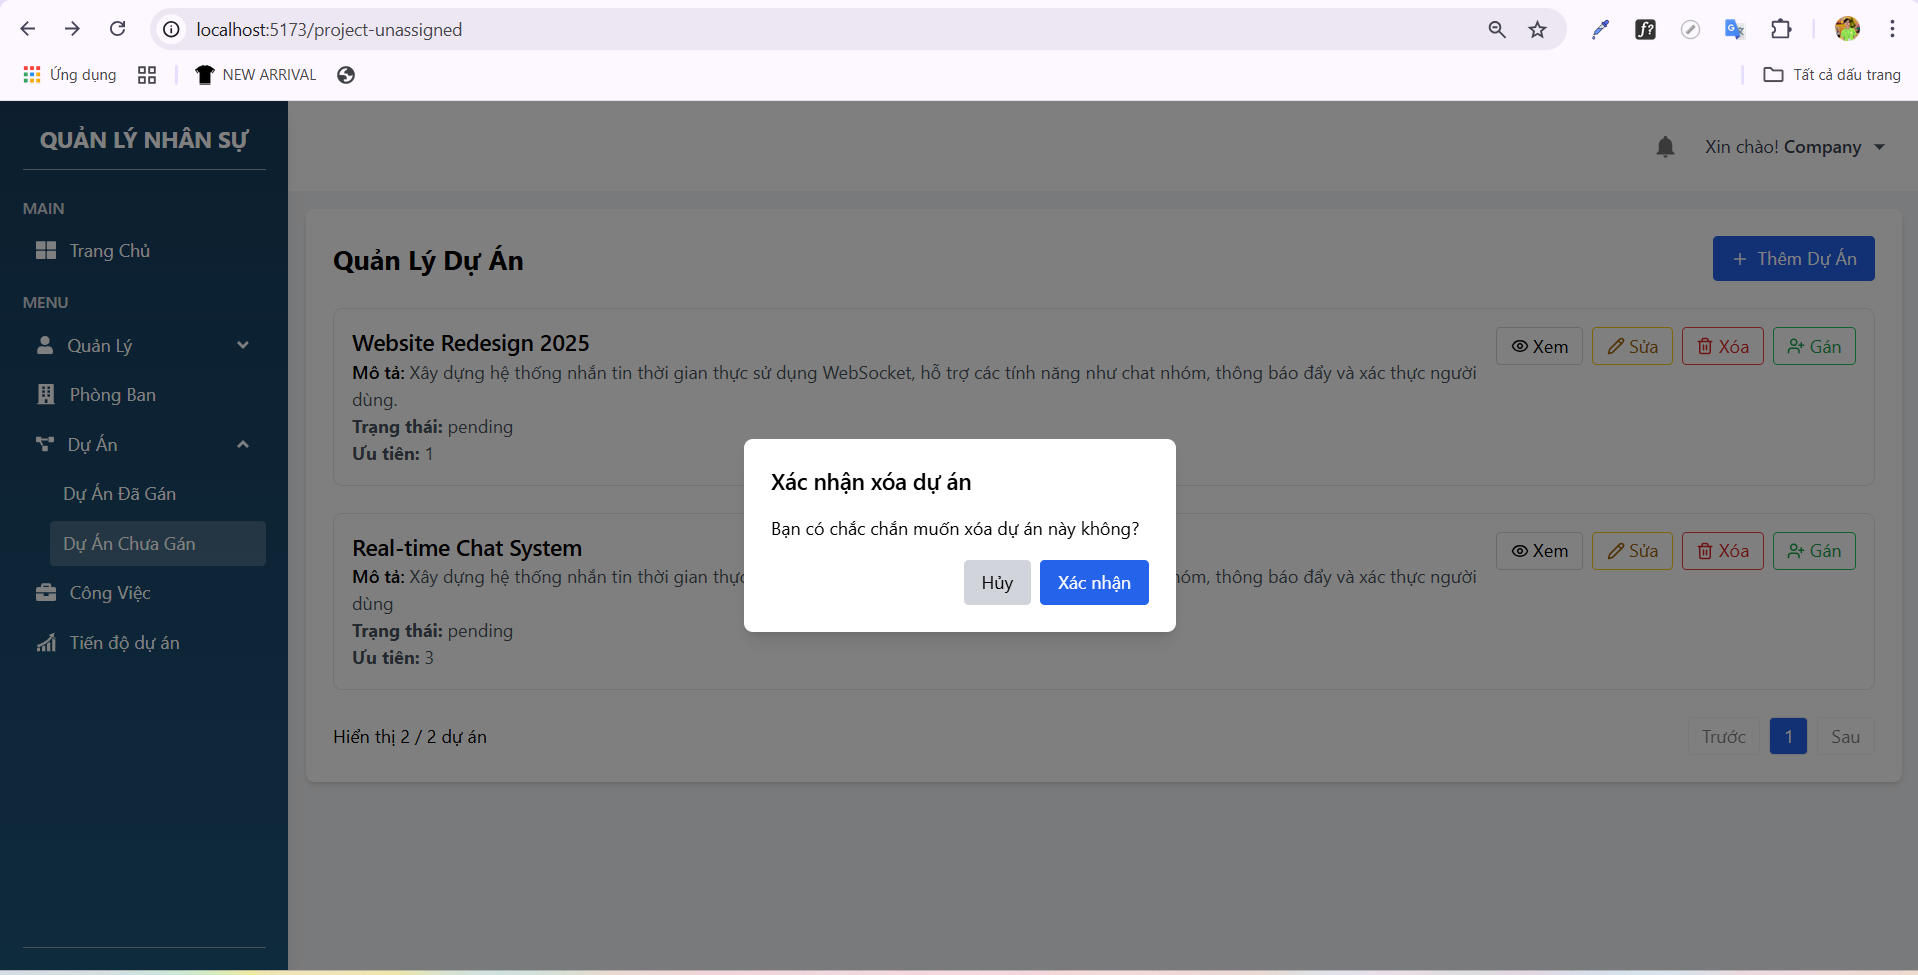 localhost:5173/project-unassigned
Ứng dụng
NEW ARRIVAL
Tất cả dấu trang
QUẢN LÝ NHÂN SỰ
Xin chào! Company
MAIN
Trang Chủ
MENU
Quản Lý
Phòng Ban
Dự Án
Dự Án Đã Gán
Dự Án Chưa Gán
Công Việc
Tiến độ dự án
Quản Lý Dự Án
+ Thêm Dự Án
Website Redesign 2025
Xem Sửa Xóa Gán
Mô tả: Xây dựng hệ thống nhắn tin thời gian thực sử dụng WebSocket, hỗ trợ các tính năng như chat nhóm, thông báo đẩy và xác thực người
dùng.
Trạng thái: pending
Ưu tiên: 1
Xác nhận xóa dự án
Bạn có chắc chắn muốn xóa dự án này không?
Hủy Xác nhận
Real-time Chat System
Xem Sửa Xóa Gán
Mô tả: Xây dựng hệ thống nhắn tin thời gian thực
nhóm, thông báo đẩy và xác thực người
dùng
Trạng thái: pending
Ưu tiên: 3
Hiển thị 2 / 2 dự án
Trước 1 Sau